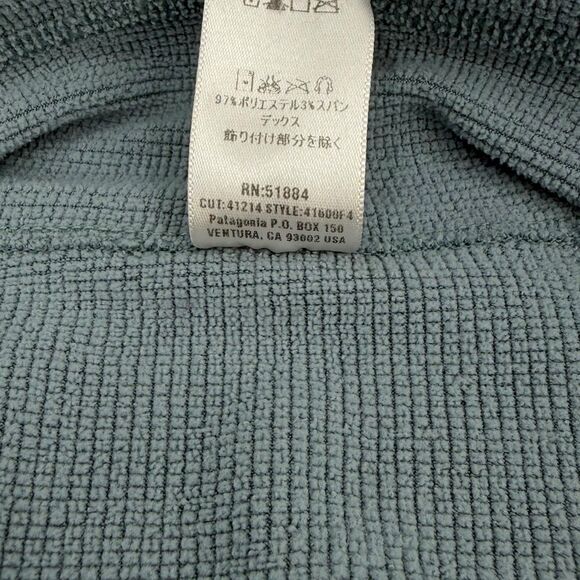 97%ポリエステル3%スパン
デックス
飾り付け部分を除く
RN:51884
CUT:41214 STYLE:41600F4
Patagonia P.O. BOX 150
VENTURA, CA 93002 USA